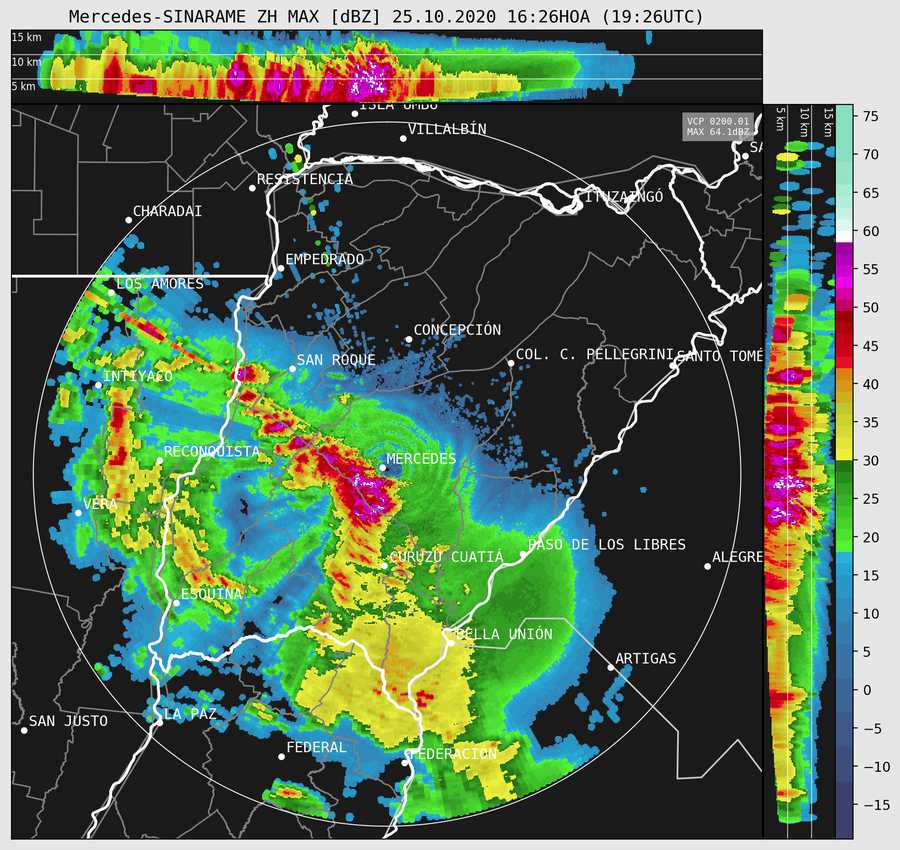 Mercedes-SINARAME ZH MAX [dBZ] 25.10.2020 16:26HOA (19:26UTC)
15 km
10 km
5 km
5 km
10 km
15 km
VCP 0200.01
MAX 64.1dBZ
ISLA UMBÚ
VILLALBÍN
SA
RESISTENCIA
ITUZAINGÓ
CHARADAI
EMPEDRADO
LOS AMORES
CONCEPCIÓN
SAN ROQUE
COL. C. PELLEGRINI
SANTO TOMÉ
INTIYACO
RECONQUISTA
MERCEDES
VERA
CURUZÚ CUATIÁ
PASO DE LOS LIBRES
ALEGRE
ESQUINA
BELLA UNIÓN
ARTIGAS
SAN JUSTO
LA PAZ
FEDERAL
FEDERACIÓN
75
70
65
60
55
50
45
40
35
30
25
20
15
10
5
0
−5
−10
−15